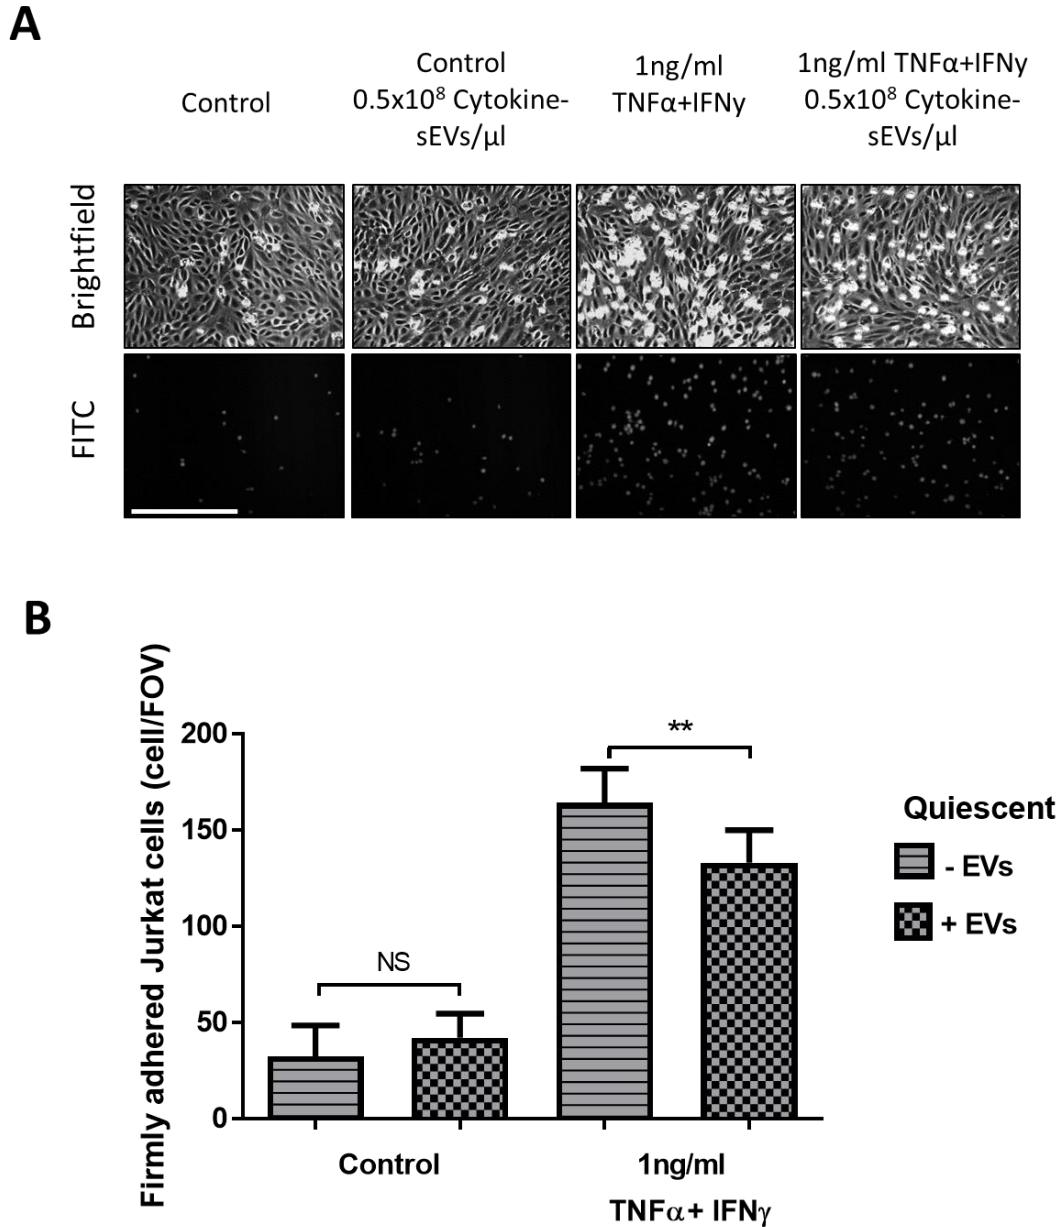 A
Control
Control
0.5x10⁸ Cytokine-
sEVs/µl
1ng/ml
TNFα+IFNy
1ng/ml TNFα+IFNy
0.5x10⁸ Cytokine-
sEVs/µl
Brightfield
FITC
B
Firmly adhered Jurkat cells (cell/FOV)
200
150
100
50
0
NS
**
Control
1ng/ml
TNFα+ IFNγ
Quiescent
- EVs
+ EVs